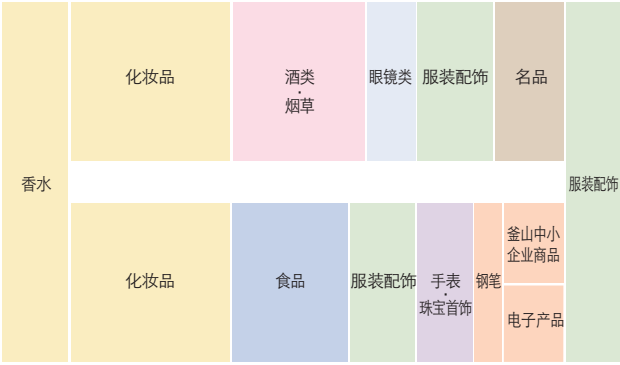 化妆品
酒类
·
烟草
眼镜类
服装配饰
名品
香水
服装配饰
化妆品
食品
服装配饰
手表
·
珠宝首饰
钢笔
釜山中小
企业商品
电子产品